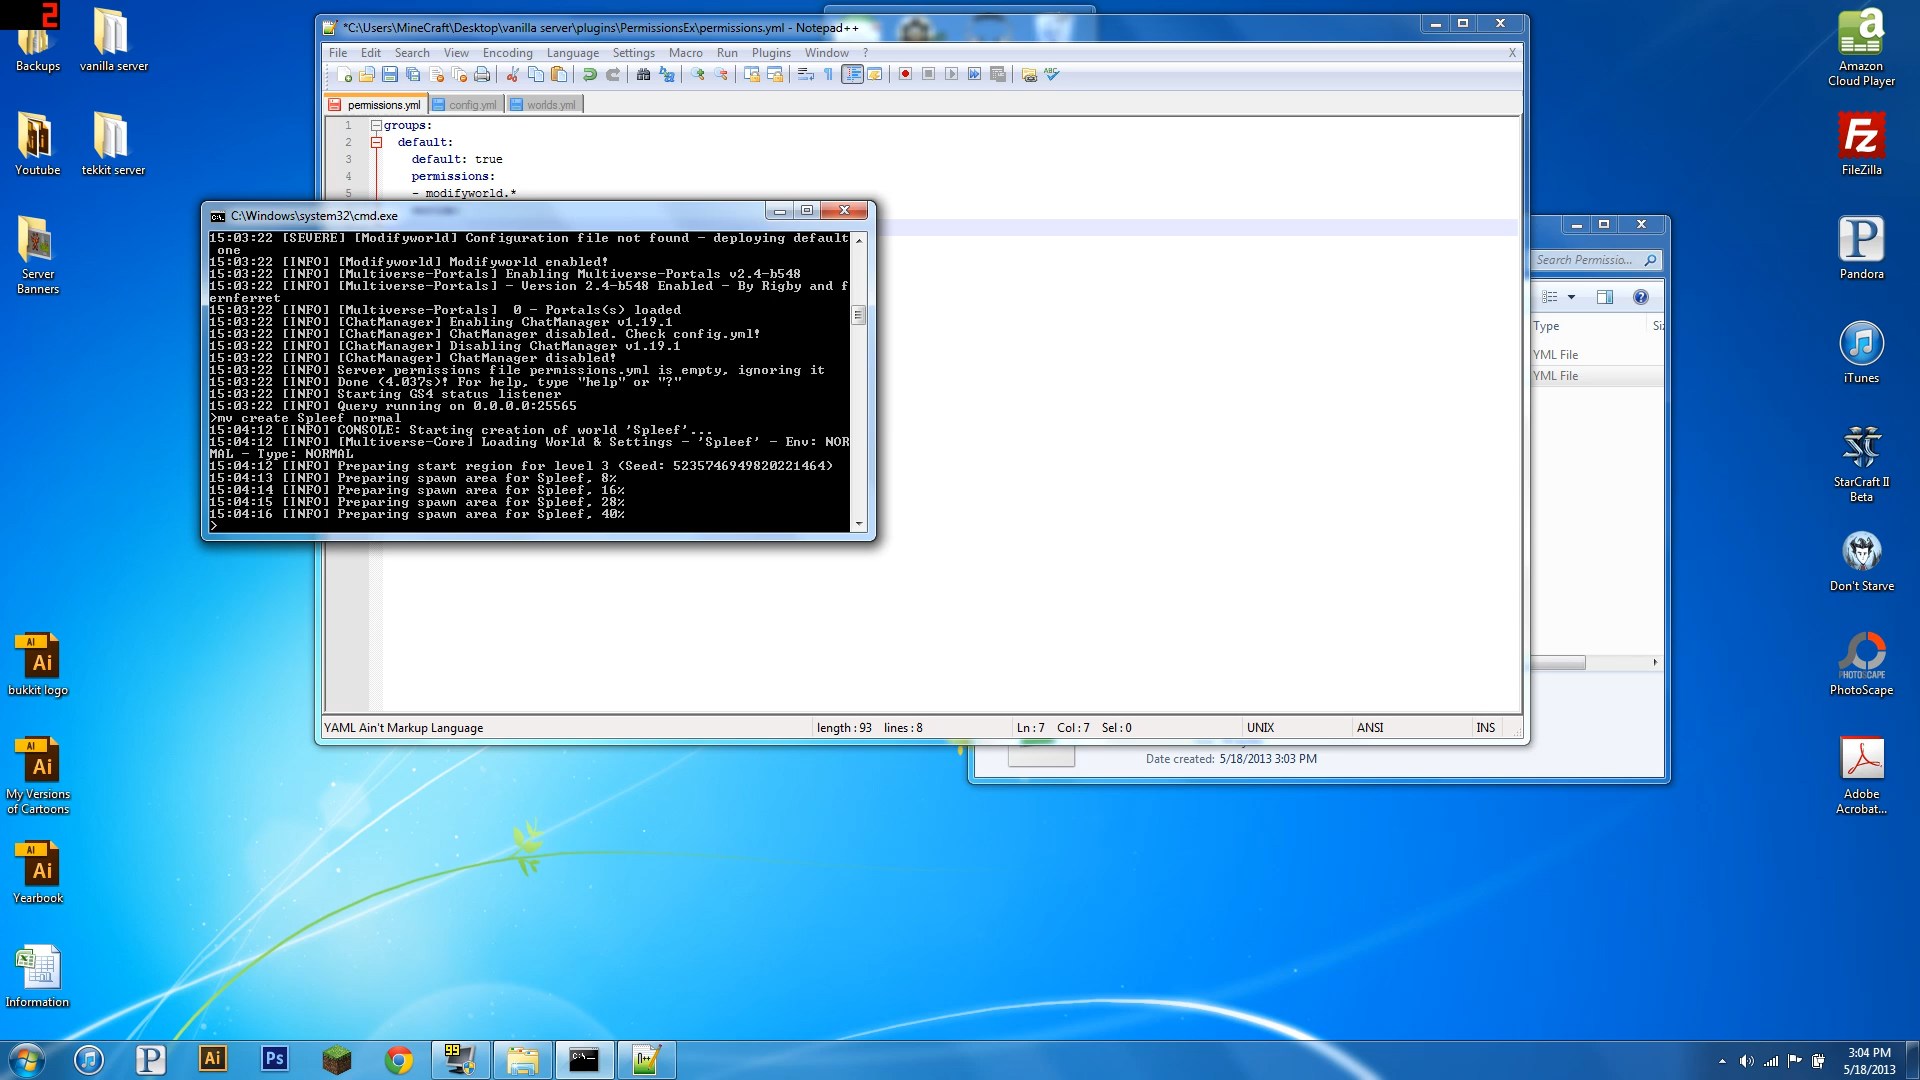 2
Backups
vanilla server
Youtube
tekkit server
Server
Banners
bukkit logo
My Versions
of Cartoons
Yearbook
Information
*C:\Users\MineCraft\Desktop\vanilla server\plugins\PermissionsEx\permissions.yml - Notepad++
File Edit Search View Encoding Language Settings Macro Run Plugins Window ? X
permissions.yml config.yml worlds.yml
1 groups:
2 default:
3 default: true
4 permissions:
5 - modifyworld.*
C:\Windows\system32\cmd.exe
15:03:22 [SEVERE] [Modifyworld] Configuration file not found - deploying default
one
15:03:22 [INFO] [Modifyworld] Modifyworld enabled!
15:03:22 [INFO] [Multiverse-Portals] Enabling Multiverse-Portals v2.4-b548
15:03:22 [INFO] [Multiverse-Portals] - Version 2.4-b548 Enabled - By Rigby and f
ernferret
15:03:22 [INFO] [Multiverse-Portals]  0 - Portals(s) loaded
15:03:22 [INFO] [ChatManager] Enabling ChatManager v1.19.1
15:03:22 [INFO] [ChatManager] ChatManager disabled. Check config.yml!
15:03:22 [INFO] [ChatManager] Disabling ChatManager v1.19.1
15:03:22 [INFO] [ChatManager] ChatManager disabled!
15:03:22 [INFO] Server permissions file permissions.yml is empty, ignoring it
15:03:22 [INFO] Done (4.037s)! For help, type "help" or "?"
15:03:22 [INFO] Starting GS4 status listener
15:03:22 [INFO] Query running on 0.0.0.0:25565
>mv create Spleef normal
15:04:12 [INFO] CONSOLE: Starting creation of world 'Spleef'...
15:04:12 [INFO] [Multiverse-Core] Loading World & Settings - 'Spleef' - Env: NOR
MAL - Type: NORMAL
15:04:12 [INFO] Preparing start region for level 3 (Seed: 5235746949820221464)
15:04:13 [INFO] Preparing spawn area for Spleef, 8%
15:04:14 [INFO] Preparing spawn area for Spleef, 16%
15:04:15 [INFO] Preparing spawn area for Spleef, 28%
15:04:16 [INFO] Preparing spawn area for Spleef, 40%
>
YAML Ain't Markup Language length : 93 lines : 8 Ln : 7 Col : 7 Sel : 0 UNIX ANSI INS
Search Permissio...
Type
YML File
YML File
Date created: 5/18/2013 3:03 PM
Amazon
Cloud Player
FileZilla
Pandora
iTunes
StarCraft II
Beta
Don't Starve
PHOTOSCAPE
PhotoScape
Adobe
Acrobat...
99
3:04 PM
5/18/2013